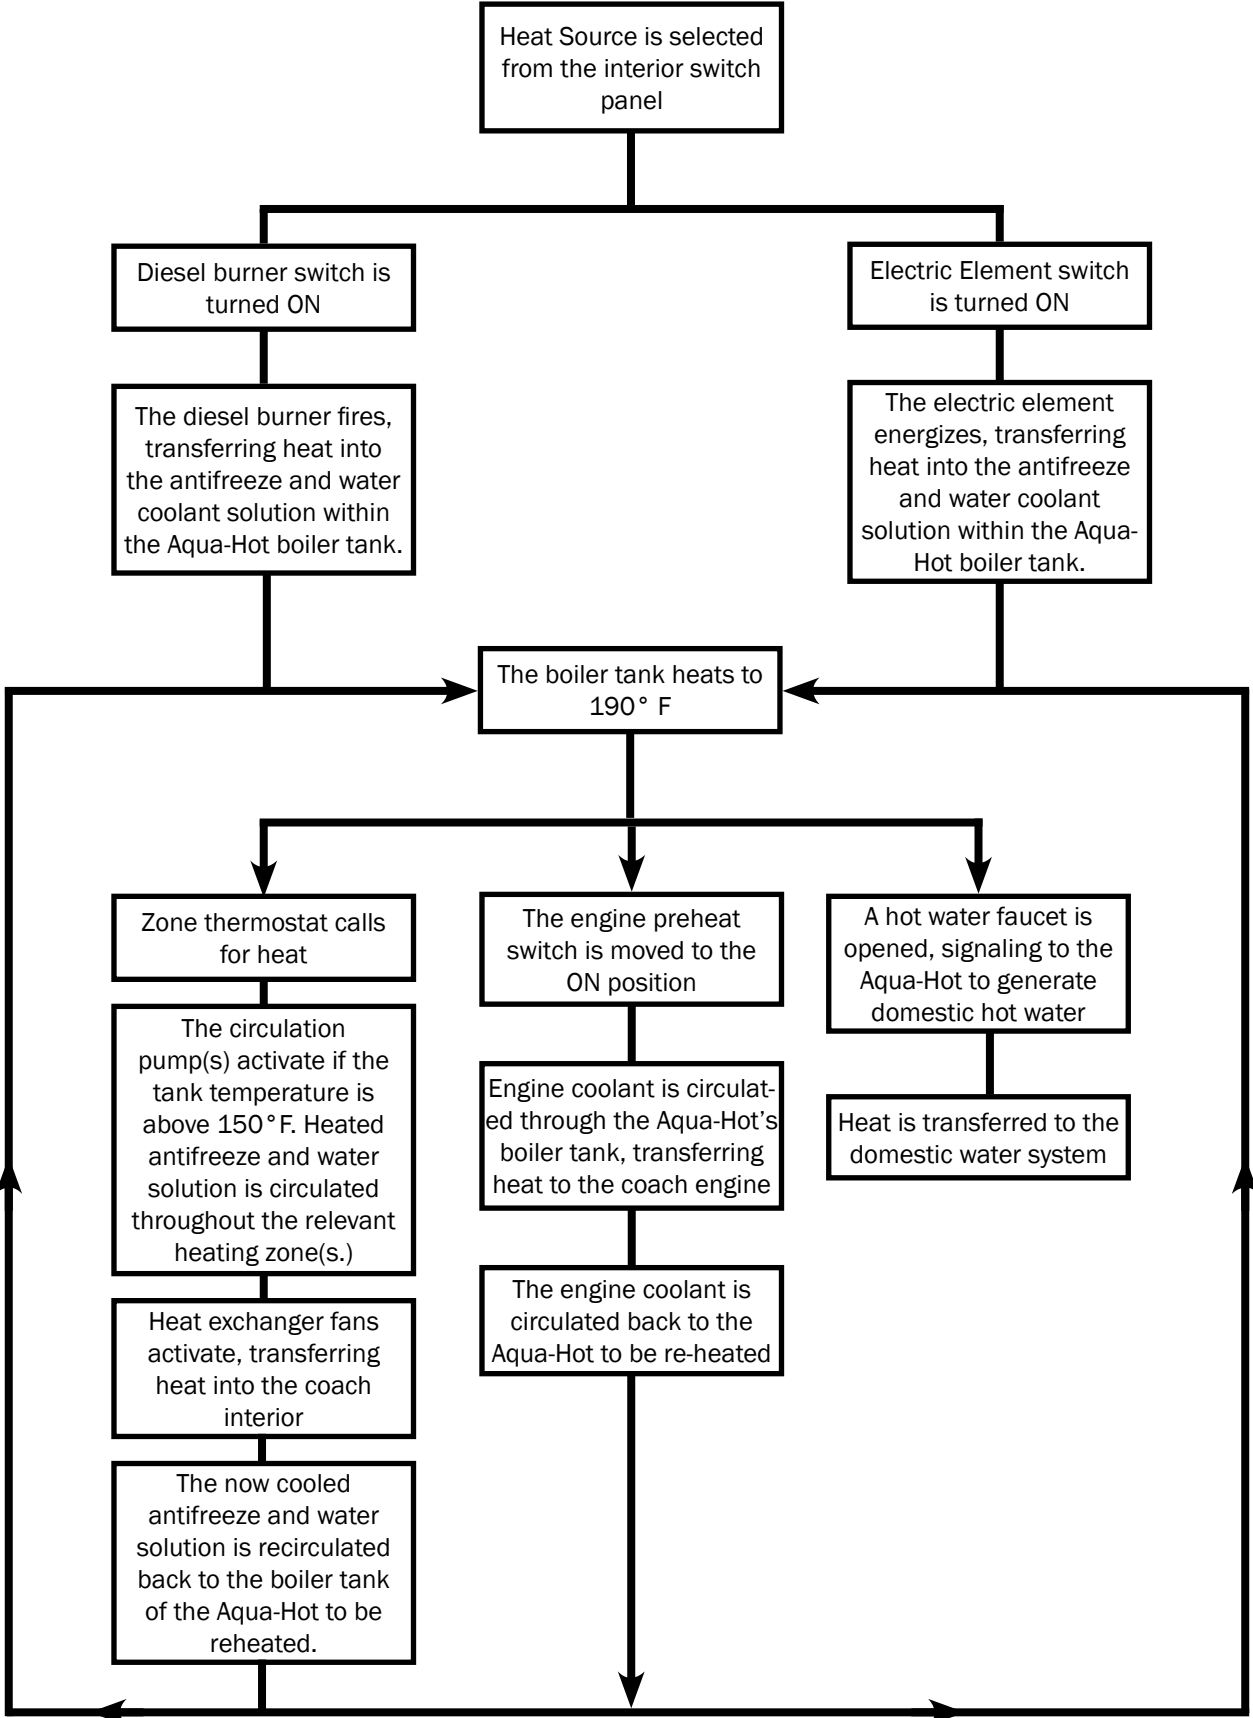 Heat Source is selected
from the interior switch
panel
Diesel burner switch is
turned ON
Electric Element switch
is turned ON
The diesel burner fires,
transferring heat into
the antifreeze and water
coolant solution within
the Aqua-Hot boiler tank.
The electric element
energizes, transferring
heat into the antifreeze
and water coolant
solution within the Aqua-
Hot boiler tank.
The boiler tank heats to
190° F
Zone thermostat calls
for heat
The circulation
pump(s) activate if the
tank temperature is
above 150°F. Heated
antifreeze and water
solution is circulated
throughout the relevant
heating zone(s.)
Heat exchanger fans
activate, transferring
heat into the coach
interior
The now cooled
antifreeze and water
solution is recirculated
back to the boiler tank
of the Aqua-Hot to be
reheated.
The engine preheat
switch is moved to the
ON position
Engine coolant is circulat-
ed through the Aqua-Hot’s
boiler tank, transferring
heat to the coach engine
The engine coolant is
circulated back to the
Aqua-Hot to be re-heated
A hot water faucet is
opened, signaling to the
Aqua-Hot to generate
domestic hot water
Heat is transferred to the
domestic water system